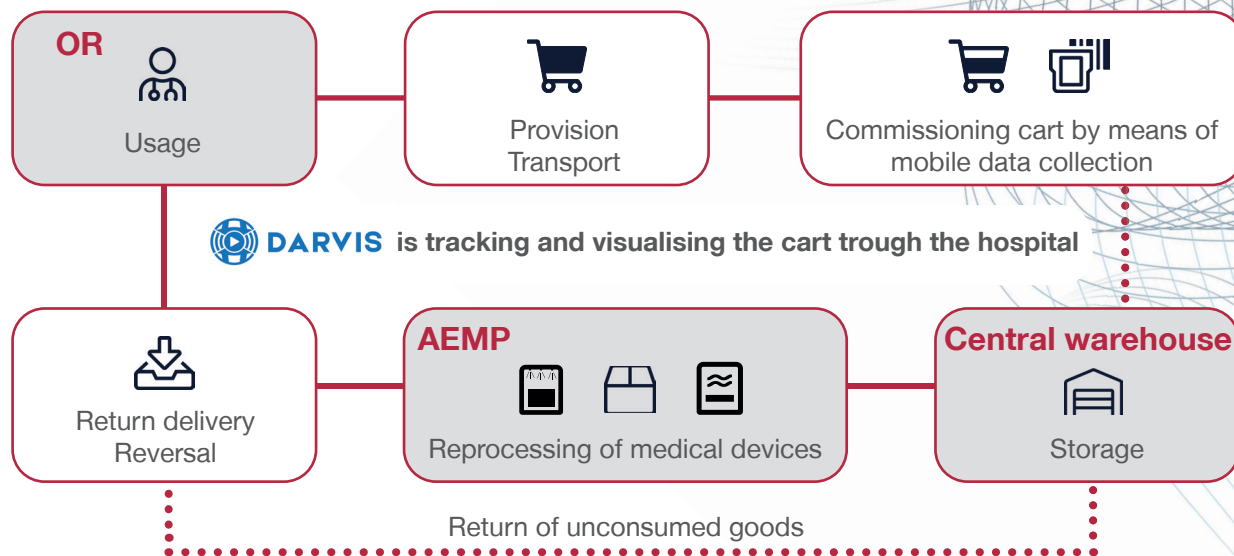 OR
Usage
Provision
Transport
Commissioning cart by means of
mobile data collection
DARVIS is tracking and visualising the cart trough the hospital
Return delivery
Reversal
AEMP
Reprocessing of medical devices
Central warehouse
Storage
Return of unconsumed goods